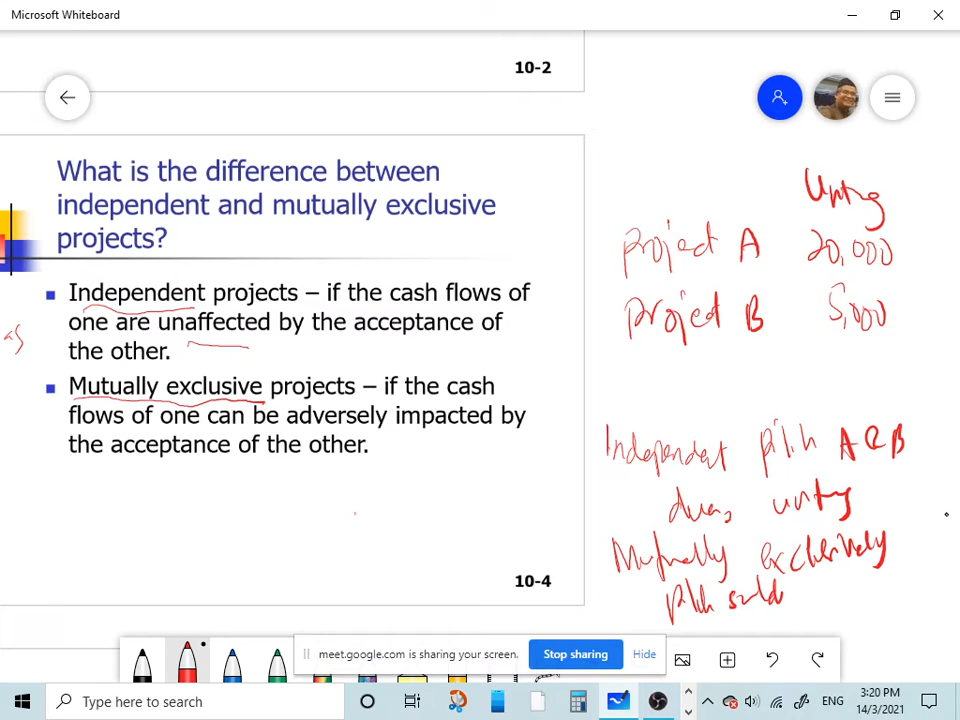 Microsoft Whiteboard
10-2
What is the difference between
independent and mutually exclusive
projects?
Independent projects – if the cash flows of
one are unaffected by the acceptance of
the other.
Mutually exclusive projects – if the cash
flows of one can be adversely impacted by
the acceptance of the other.
10-4
as
Untng
project A 20,000
project B 5,000
Independent pilih A & B
dua2 untng
Mutually exclusively
pilih
meet.google.com is sharing your screen.
Stop sharing
Hide
Type here to search
ENG
3:20 PM
14/3/2021